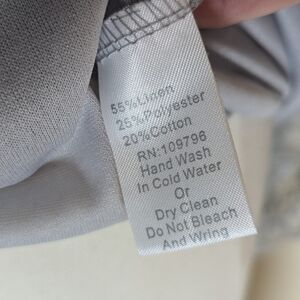 55%Linen
25%Polyester
20%Cotton
RN:109796
Hand Wash
In Cold Water
Or
Dry Clean
Do Not Bleach
And Wring